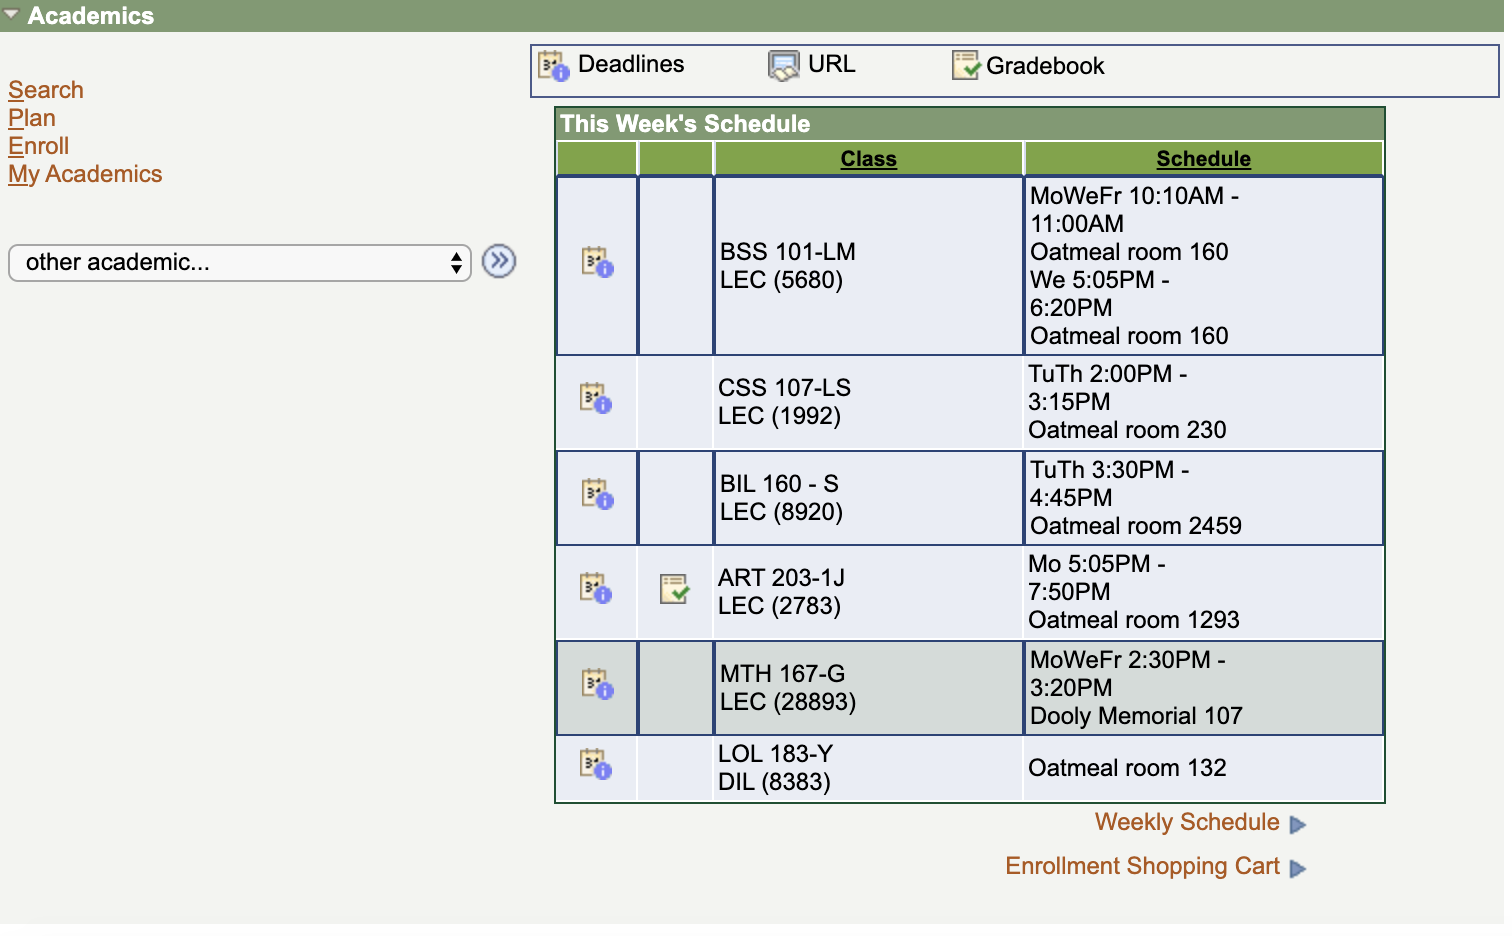 Academics
Deadlines
URL
Gradebook
Search
Plan
Enroll
My Academics
other academic...
This Week's Schedule
Class
Schedule
BSS 101-LM
LEC (5680)
MoWeFr 10:10AM -
11:00AM
Oatmeal room 160
We 5:05PM -
6:20PM
Oatmeal room 160
CSS 107-LS
LEC (1992)
TuTh 2:00PM -
3:15PM
Oatmeal room 230
BIL 160 - S
LEC (8920)
TuTh 3:30PM -
4:45PM
Oatmeal room 2459
ART 203-1J
LEC (2783)
Mo 5:05PM -
7:50PM
Oatmeal room 1293
MTH 167-G
LEC (28893)
MoWeFr 2:30PM -
3:20PM
Dooly Memorial 107
LOL 183-Y
DIL (8383)
Oatmeal room 132
Weekly Schedule
Enrollment Shopping Cart